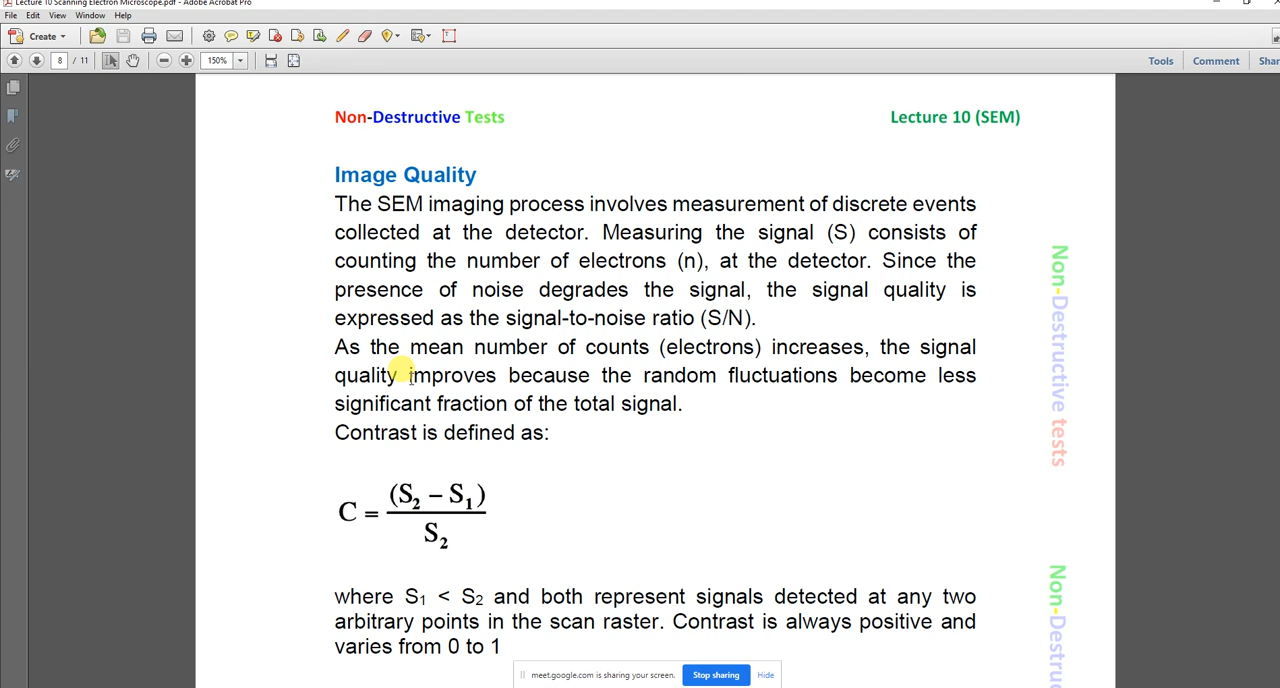 Lecture 10 Scanning Electron Microscope.pdf - Adobe Acrobat Pro
File Edit View Window Help
Create
8 / 11 150% Tools Comment Shar
Non-Destructive Tests Lecture 10 (SEM)
Image Quality
The SEM imaging process involves measurement of discrete events
collected at the detector. Measuring the signal (S) consists of
counting the number of electrons (n), at the detector. Since the
presence of noise degrades the signal, the signal quality is
expressed as the signal-to-noise ratio (S/N).
As the mean number of counts (electrons) increases, the signal
quality improves because the random fluctuations become less
significant fraction of the total signal.
Contrast is defined as:
C = (S₂ – S₁)
S₂
where S₁ < S₂ and both represent signals detected at any two
arbitrary points in the scan raster. Contrast is always positive and
varies from 0 to 1
Non-Destructive tests
Non-Destruc
meet.google.com is sharing your screen. Stop sharing Hide